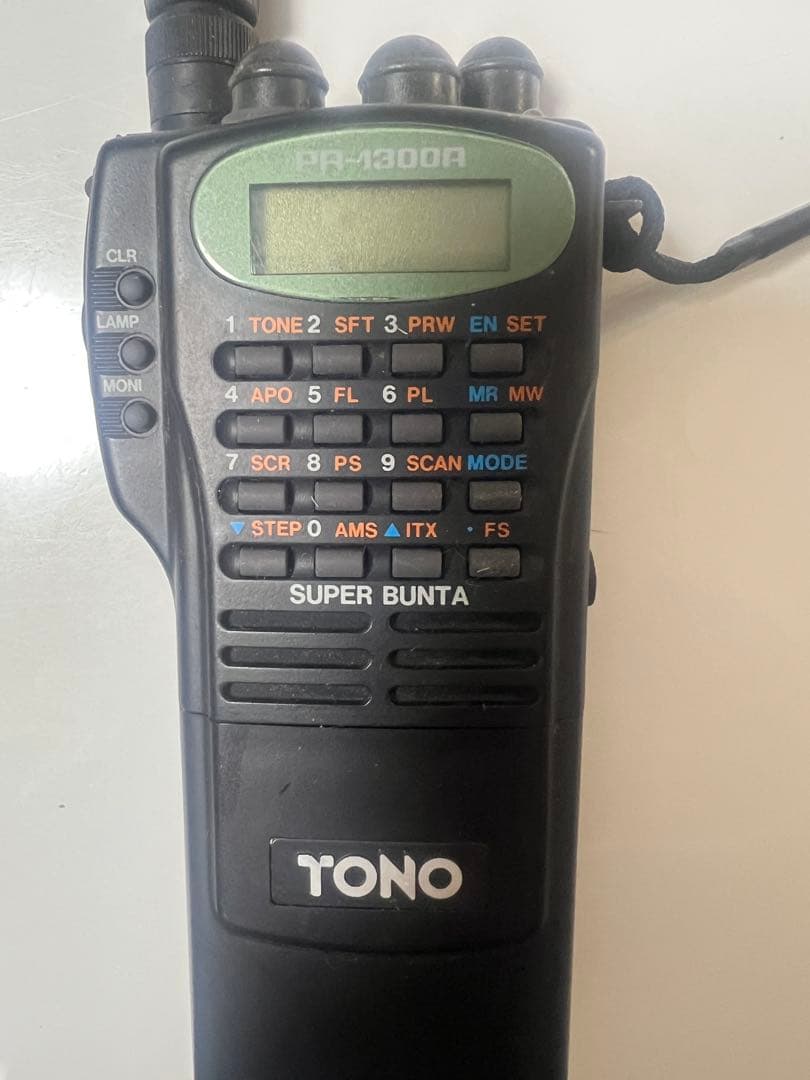 PR-1300A
CLR
LAMP
MONI
1 TONE 2 SFT 3 PRW EN SET
4 APO 5 FL 6 PL MR MW
7 SCR 8 PS 9 SCAN MODE
▼ STEP 0 AMS ▲ ITX · FS
SUPER BUNTA
TONO